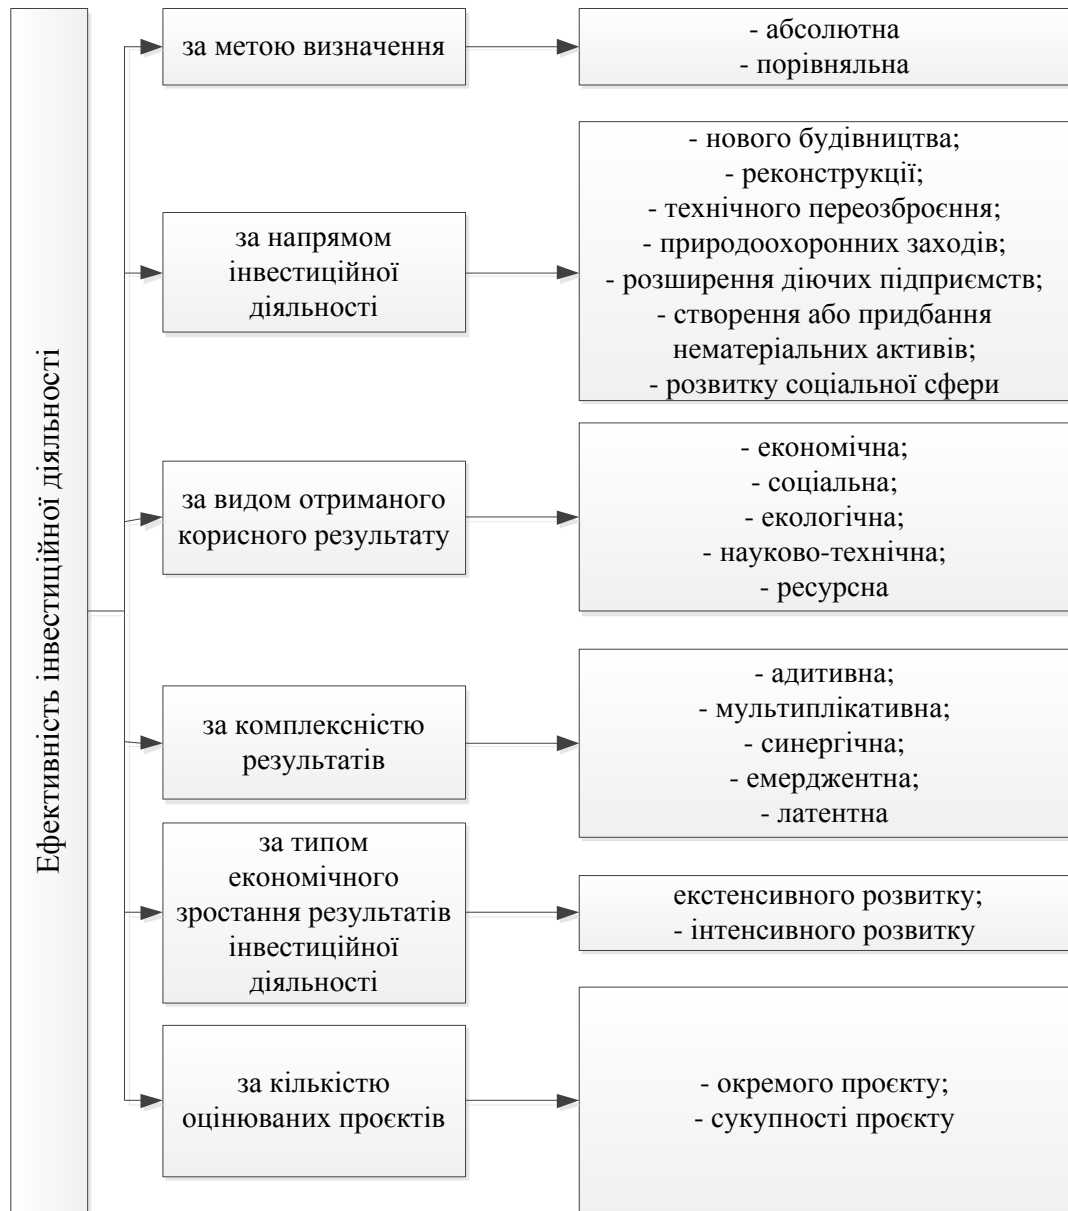 Ефективність інвестиційної діяльності
за метою визначення
- абсолютна
- порівняльна
за напрямом
інвестиційної
діяльності
- нового будівництва;
- реконструкції;
- технічного переозброєння;
- природоохоронних заходів;
- розширення діючих підприємств;
- створення або придбання
нематеріальних активів;
- розвитку соціальної сфери
за видом отриманого
корисного результату
- економічна;
- соціальна;
- екологічна;
- науково-технічна;
- ресурсна
за комплексністю
результатів
- адитивна;
- мультиплікативна;
- синергічна;
- емерджентна;
- латентна
за типом
економічного
зростання результатів
інвестиційної
діяльності
екстенсивного розвитку;
- інтенсивного розвитку
за кількістю
оцінюваних проєктів
- окремого проєкту;
- сукупності проєкту